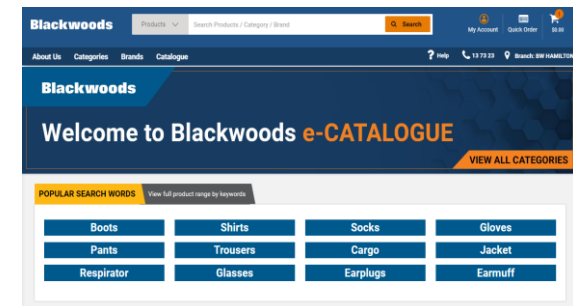 Blackwoods
Products
Search Products / Category / Brand
Search
My Account
Quick Order
$0.00
About Us Categories Brands Catalogue
? Help
13 73 23
Branch: BW HAMILTON
Blackwoods
Welcome to Blackwoods e-CATALOGUE
VIEW ALL CATEGORIES
POPULAR SEARCH WORDS View full product range by keywords
Boots Shirts Socks Gloves
Pants Trousers Cargo Jacket
Respirator Glasses Earplugs Earmuff